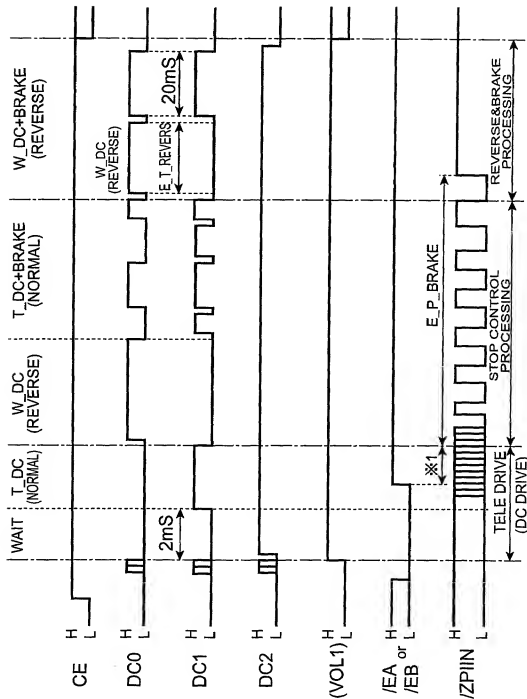 WAIT
T_DC
(NORMAL)
W_DC
(REVERSE)
T_DC+BRAKE
(NORMAL)
W_DC+BRAKE
(REVERSE)
CE H
L
DC0 H
L
W_DC
(REVERSE)
E_T_REVERS
20mS
DC1 H
L
2mS
DC2 H
L
(VOL1) H
L
/EA or
/EB H
L
※1
E_P_BRAKE
/ZPIIN H
L
TELE DRIVE
(DC DRIVE)
STOP CONTROL
PROCESSING
REVERSE&BRAKE
PROCESSING